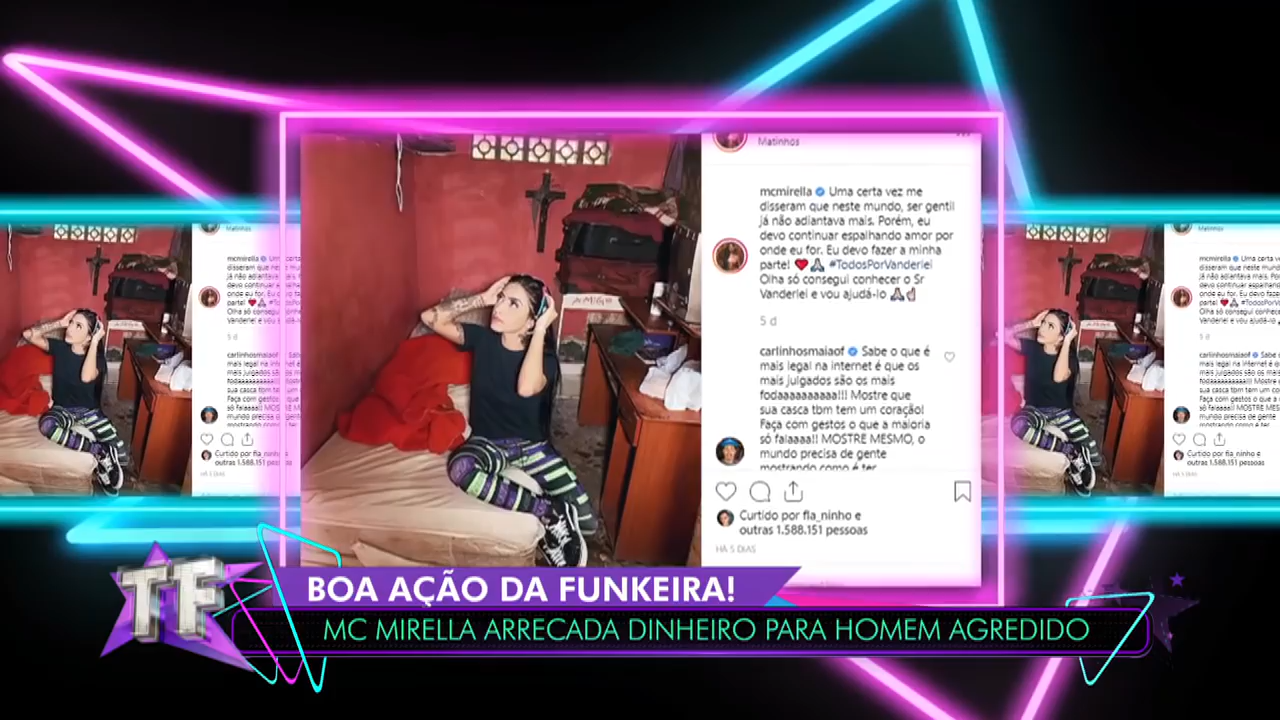 Matinhos
mcmirella Uma certa vez me
disseram que neste mundo, ser gentil
já não adiantava mais. Porém, eu
devo continuar espalhando amor por
onde eu for. Eu devo fazer a minha
parte! ❤️🙏 #TodosPorVanderlei
Olha só consegui conhecer o Sr
Vanderlei e vou ajudá-lo 🙏☝️
5 d
carlinhosmaiaof Sabe o que é
mais legal na internet é que os
mais julgados são os mais
fodaaaaaaaaaa!!! Mostre que
sua casca tbm tem um coração!
Faça com gestos o que a maioria
só falaaaa!! MOSTRE MESMO, o
mundo precisa de gente
mostrando como é ter
Curtido por fla_ninho e
outras 1.588.151 pessoas
HÁ 5 DIAS
AMIGO
TF
BOA AÇÃO DA FUNKEIRA!
MC MIRELLA ARRECADA DINHEIRO PARA HOMEM AGREDIDO